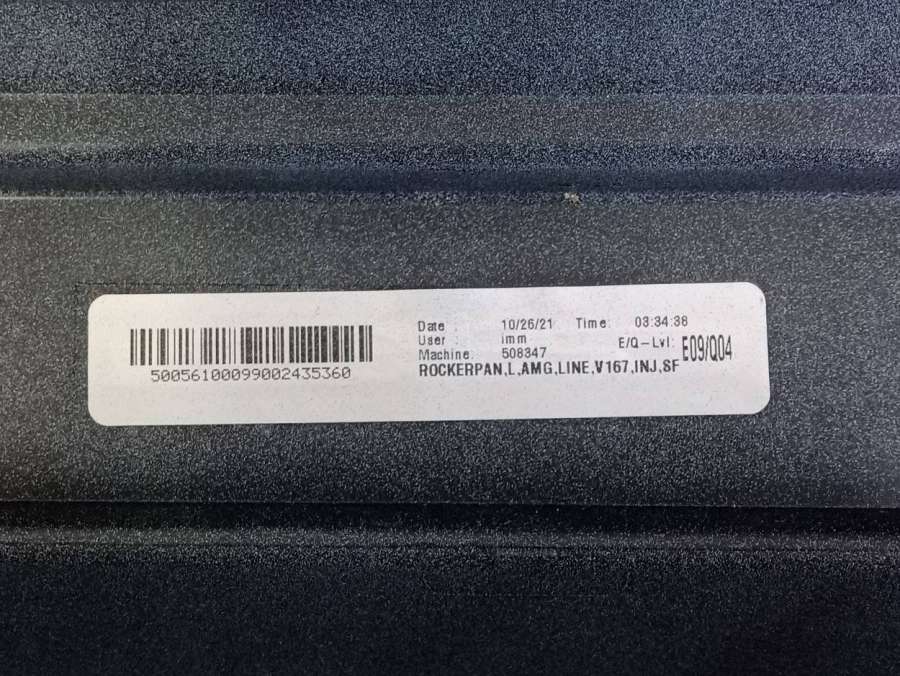 50056100099002435360
Date : 10/26/21 Time: 03:34:38
User : imm E/Q-Lvl: E09/Q04
Machine: 508347
ROCKERPAN,L,AMG,LINE,V167,INJ,SF